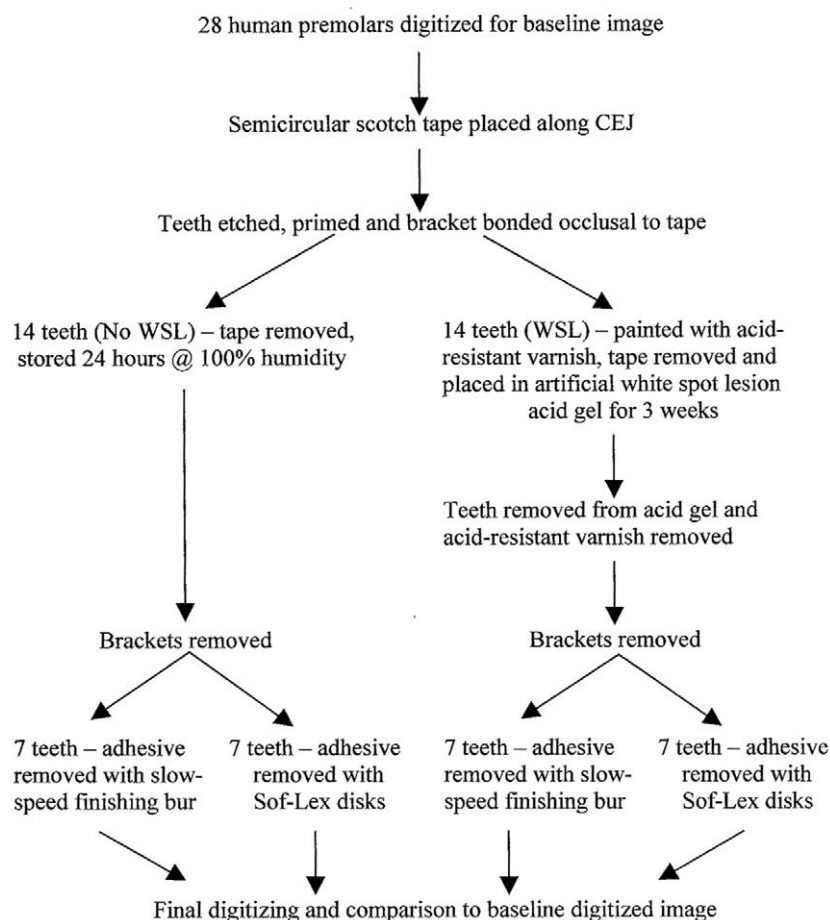 28 human premolars digitized for baseline image
Semicircular scotch tape placed along CEJ
Teeth etched, primed and bracket bonded occlusal to tape
14 teeth (No WSL) – tape removed,
stored 24 hours @ 100% humidity
14 teeth (WSL) – painted with acid-
resistant varnish, tape removed and
placed in artificial white spot lesion
acid gel for 3 weeks
Teeth removed from acid gel and
acid-resistant varnish removed
Brackets removed
Brackets removed
7 teeth – adhesive
removed with slow-
speed finishing bur
7 teeth – adhesive
removed with
Sof-Lex disks
7 teeth – adhesive
removed with slow-
speed finishing bur
7 teeth – adhesive
removed with
Sof-Lex disks
Final digitizing and comparison to baseline digitized image